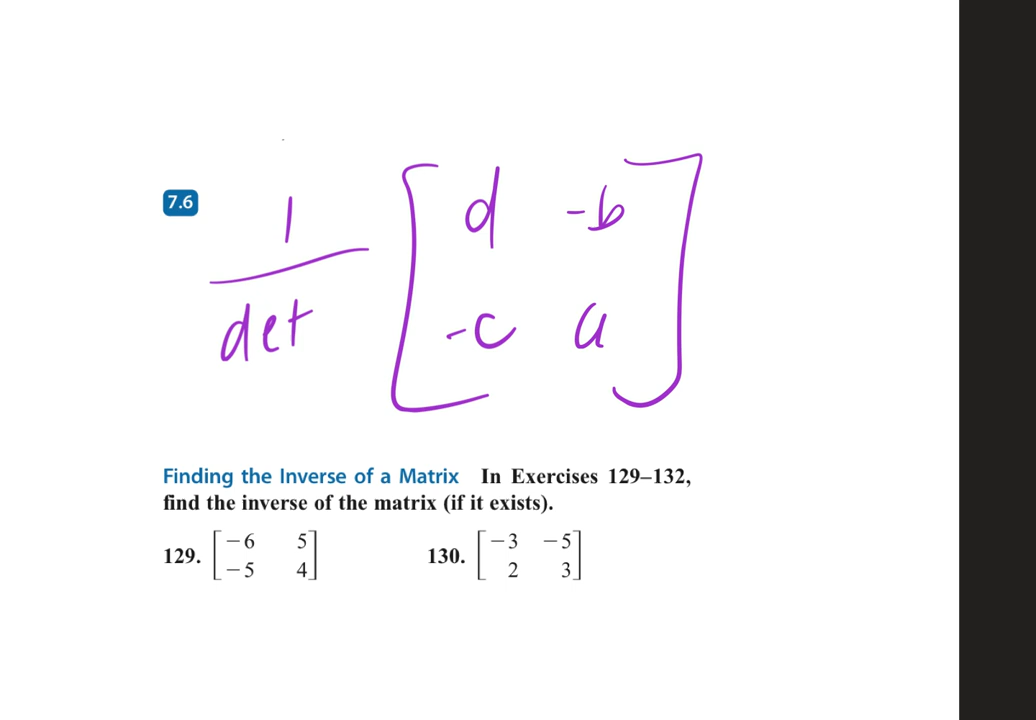 7.6
1
det
d -b
-c a
Finding the Inverse of a Matrix In Exercises 129–132,
find the inverse of the matrix (if it exists).
129. [−6 5
−5 4]
130. [−3 −5
2 3]